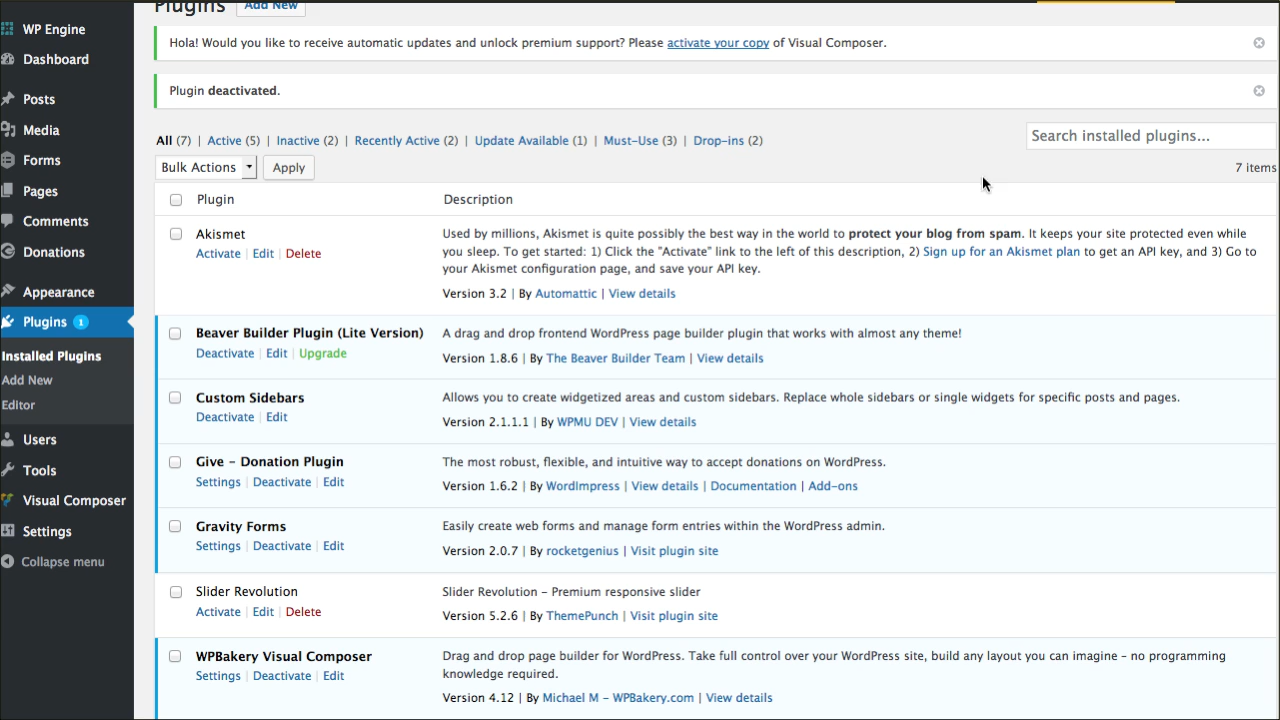 Plugins Add New
WP Engine
Dashboard
Posts
Media
Forms
Pages
Comments
Donations
Appearance
Plugins 1
Installed Plugins
Add New
Editor
Users
Tools
Visual Composer
Settings
Collapse menu
Hola! Would you like to receive automatic updates and unlock premium support? Please activate your copy of Visual Composer.
Plugin deactivated.
All (7) | Active (5) | Inactive (2) | Recently Active (2) | Update Available (1) | Must-Use (3) | Drop-ins (2)
Search installed plugins...
Bulk Actions Apply
7 items
Plugin Description
Akismet
Activate | Edit | Delete
Used by millions, Akismet is quite possibly the best way in the world to protect your blog from spam. It keeps your site protected even while
you sleep. To get started: 1) Click the "Activate" link to the left of this description, 2) Sign up for an Akismet plan to get an API key, and 3) Go to
your Akismet configuration page, and save your API key.
Version 3.2 | By Automattic | View details
Beaver Builder Plugin (Lite Version)
Deactivate | Edit | Upgrade
A drag and drop frontend WordPress page builder plugin that works with almost any theme!
Version 1.8.6 | By The Beaver Builder Team | View details
Custom Sidebars
Deactivate | Edit
Allows you to create widgetized areas and custom sidebars. Replace whole sidebars or single widgets for specific posts and pages.
Version 2.1.1.1 | By WPMU DEV | View details
Give – Donation Plugin
Settings | Deactivate | Edit
The most robust, flexible, and intuitive way to accept donations on WordPress.
Version 1.6.2 | By WordImpress | View details | Documentation | Add-ons
Gravity Forms
Settings | Deactivate | Edit
Easily create web forms and manage form entries within the WordPress admin.
Version 2.0.7 | By rocketgenius | Visit plugin site
Slider Revolution
Activate | Edit | Delete
Slider Revolution – Premium responsive slider
Version 5.2.6 | By ThemePunch | Visit plugin site
WPBakery Visual Composer
Settings | Deactivate | Edit
Drag and drop page builder for WordPress. Take full control over your WordPress site, build any layout you can imagine – no programming
knowledge required.
Version 4.12 | By Michael M – WPBakery.com | View details